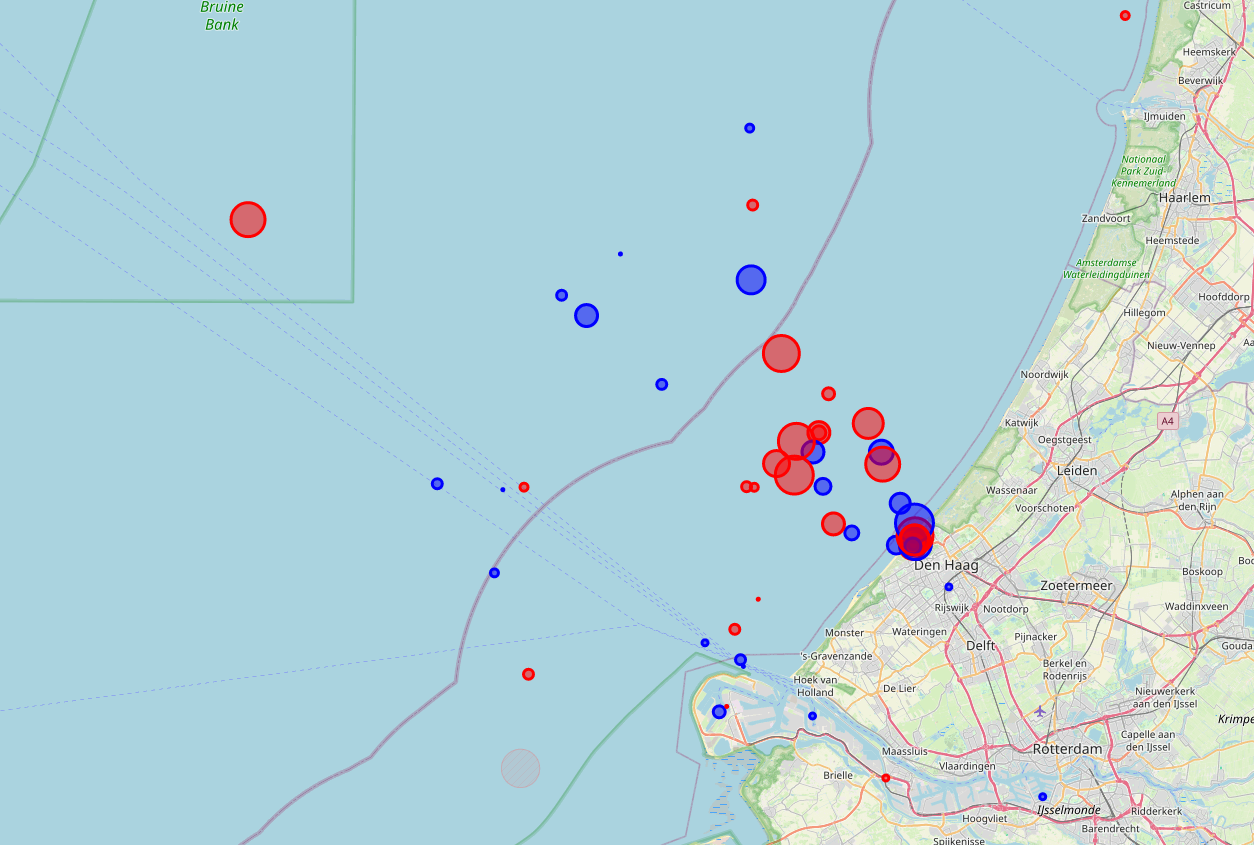 Bruine
Bank
Castricum
Heemskerk
Beverwijk
IJmuiden
Nationaal
Park Zuid-
Kennemerland
Haarlem
Zandvoort
Heemstede
Amsterdamse
Waterleidingduinen
Hoofddorp
Hillegom
Nieuw-Vennep
Aa
Noordwijk
A4
Katwijk
Oegstgeest
Leiden
Wassenaar
Alphen aan
den Rijn
Voorschoten
Den Haag
Boskoop
Bo
Zoetermeer
Rijswijk
Nootdorp
Waddinxveen
Monster
Wateringen
Pijnacker
Delft
Gouda
's-Gravenzande
Berkel en
Rodenrijs
Hoek van
Holland
De Lier
Nieuwerkerk
aan den IJssel
Krimpe
Capelle aan
den IJssel
Maassluis
Rotterdam
Vlaardingen
Brielle
IJsselmonde
Ridderkerk
Hoogvliet
Barendrecht
Spijkenisse